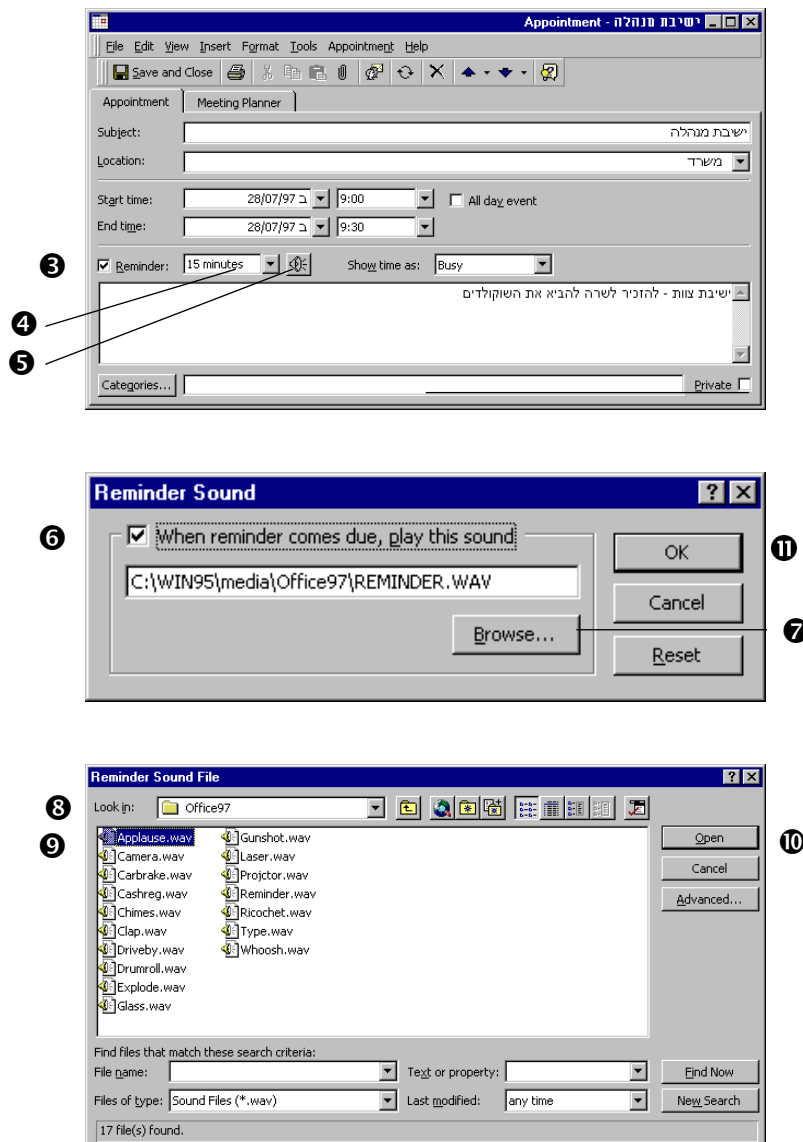 Appointment - ישיבת מנהלה
File Edit View Insert Format Tools Appointment Help
Save and Close
Appointment Meeting Planner
Subject: ישיבת מנהלה
Location: משרד
Start time: ב 28/07/97 9:00 All day event
End time: ב 28/07/97 9:30
❸ Reminder: 15 minutes Show time as: Busy
ישיבת צוות - להזכיר לשרה להביא את השוקולדים
❹
❺
Categories... Private
Reminder Sound
❻ When reminder comes due, play this sound
OK ⓫
C:\WIN95\media\Office97\REMINDER.WAV
Cancel
Browse... ❼
Reset
Reminder Sound File
❽ Look in: Office97
❾ Applause.wav Gunshot.wav Open ❿
Camera.wav Laser.wav
Carbrake.wav Projctor.wav Cancel
Cashreg.wav Reminder.wav Advanced...
Chimes.wav Ricochet.wav
Clap.wav Type.wav
Driveby.wav Whoosh.wav
Drumroll.wav
Explode.wav
Glass.wav
Find files that match these search criteria:
File name: Text or property: Find Now
Files of type: Sound Files (*.wav) Last modified: any time New Search
17 file(s) found.